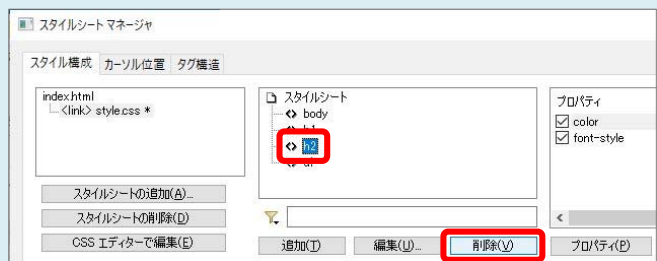 スタイルシート マネージャ
スタイル構成 カーソル位置 タグ構造
index.html
<link> style.css *
スタイルシートの追加(A)...
スタイルシートの削除(D)
CSS エディターで編集(E)
スタイルシート
body
h2
追加(T) 編集(U)... 削除(V)
プロパティ
color
font-style
プロパティ(P)